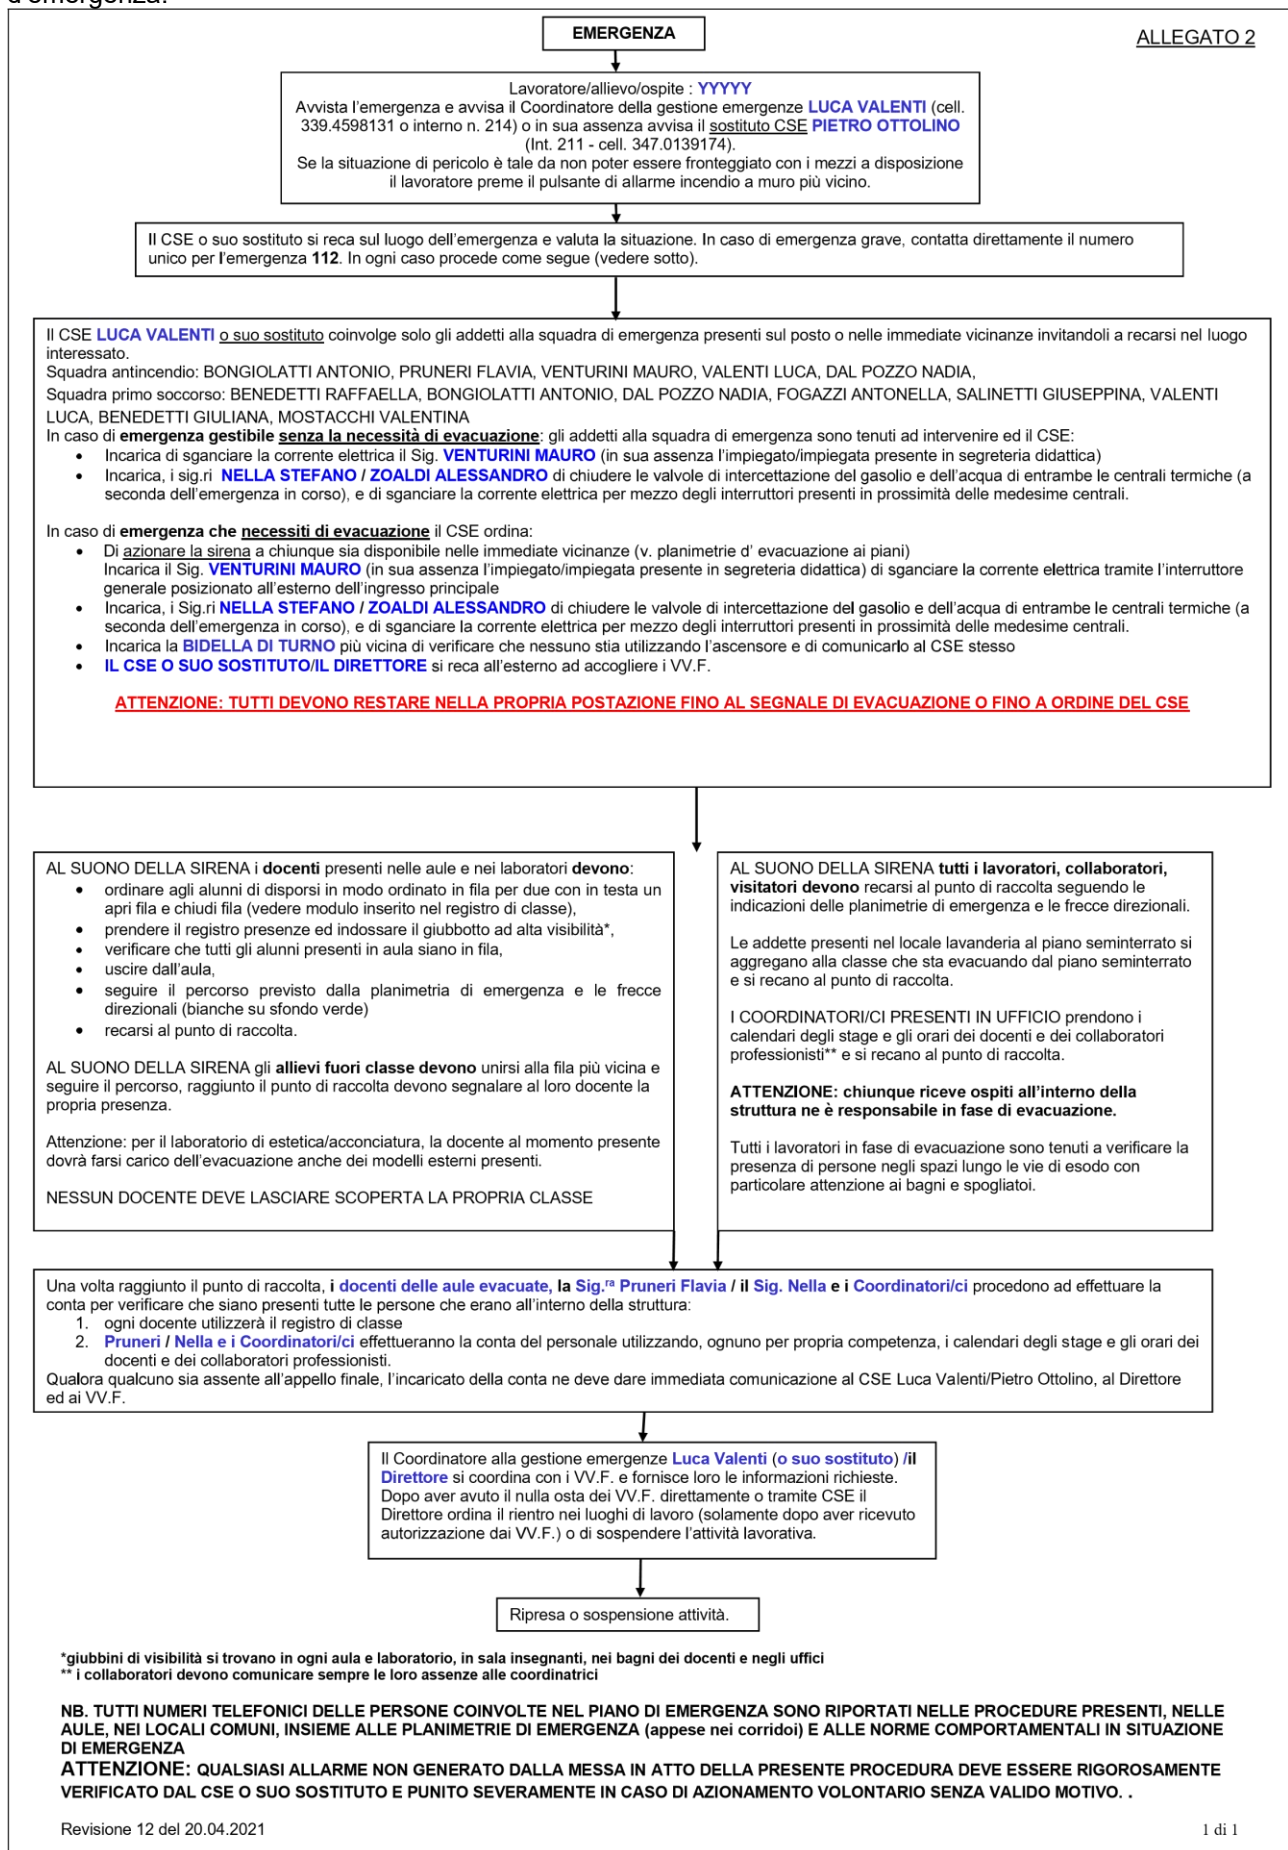 d'emergenza.
EMERGENZA
ALLEGATO 2
Lavoratore/allievo/ospite : YYYYY
Avvista l'emergenza e avvisa il Coordinatore della gestione emergenze LUCA VALENTI (cell.
339.4598131 o interno n. 214) o in sua assenza avvisa il sostituto CSE PIETRO OTTOLINO
(Int. 211 - cell. 347.0139174).
Se la situazione di pericolo è tale da non poter essere fronteggiato con i mezzi a disposizione
il lavoratore preme il pulsante di allarme incendio a muro più vicino.
Il CSE o suo sostituto si reca sul luogo dell'emergenza e valuta la situazione. In caso di emergenza grave, contatta direttamente il numero
unico per l'emergenza 112. In ogni caso procede come segue (vedere sotto).
Il CSE LUCA VALENTI o suo sostituto coinvolge solo gli addetti alla squadra di emergenza presenti sul posto o nelle immediate vicinanze invitandoli a recarsi nel luogo
interessato.
Squadra antincendio: BONGIOLATTI ANTONIO, PRUNERI FLAVIA, VENTURINI MAURO, VALENTI LUCA, DAL POZZO NADIA,
Squadra primo soccorso: BENEDETTI RAFFAELLA, BONGIOLATTI ANTONIO, DAL POZZO NADIA, FOGAZZI ANTONELLA, SALINETTI GIUSEPPINA, VALENTI
LUCA, BENEDETTI GIULIANA, MOSTACCHI VALENTINA
In caso di emergenza gestibile senza la necessità di evacuazione: gli addetti alla squadra di emergenza sono tenuti ad intervenire ed il CSE:
• Incarica di sganciare la corrente elettrica il Sig. VENTURINI MAURO (in sua assenza l'impiegato/impiegata presente in segreteria didattica)
• Incarica, i sig.ri NELLA STEFANO / ZOALDI ALESSANDRO di chiudere le valvole di intercettazione del gasolio e dell'acqua di entrambe le centrali termiche (a
seconda dell'emergenza in corso), e di sganciare la corrente elettrica per mezzo degli interruttori presenti in prossimità delle medesime centrali.
In caso di emergenza che necessiti di evacuazione il CSE ordina:
• Di azionare la sirena a chiunque sia disponibile nelle immediate vicinanze (v. planimetrie d' evacuazione ai piani)
Incarica il Sig. VENTURINI MAURO (in sua assenza l'impiegato/impiegata presente in segreteria didattica) di sganciare la corrente elettrica tramite l'interruttore
generale posizionato all'esterno dell'ingresso principale
• Incarica, i Sig.ri NELLA STEFANO / ZOALDI ALESSANDRO di chiudere le valvole di intercettazione del gasolio e dell'acqua di entrambe le centrali termiche (a
seconda dell'emergenza in corso), e di sganciare la corrente elettrica per mezzo degli interruttori presenti in prossimità delle medesime centrali.
• Incarica la BIDELLA DI TURNO più vicina di verificare che nessuno stia utilizzando l'ascensore e di comunicarlo al CSE stesso
• IL CSE O SUO SOSTITUTO/IL DIRETTORE si reca all'esterno ad accogliere i VV.F.
ATTENZIONE: TUTTI DEVONO RESTARE NELLA PROPRIA POSTAZIONE FINO AL SEGNALE DI EVACUAZIONE O FINO A ORDINE DEL CSE
AL SUONO DELLA SIRENA i docenti presenti nelle aule e nei laboratori devono:
• ordinare agli alunni di disporsi in modo ordinato in fila per due con in testa un
apri fila e chiudi fila (vedere modulo inserito nel registro di classe),
• prendere il registro presenze ed indossare il giubbotto ad alta visibilità*,
• verificare che tutti gli alunni presenti in aula siano in fila,
• uscire dall'aula,
• seguire il percorso previsto dalla planimetria di emergenza e le frecce
direzionali (bianche su sfondo verde)
• recarsi al punto di raccolta.
AL SUONO DELLA SIRENA gli allievi fuori classe devono unirsi alla fila più vicina e
seguire il percorso, raggiunto il punto di raccolta devono segnalare al loro docente la
propria presenza.
Attenzione: per il laboratorio di estetica/acconciatura, la docente al momento presente
dovrà farsi carico dell'evacuazione anche dei modelli esterni presenti.
NESSUN DOCENTE DEVE LASCIARE SCOPERTA LA PROPRIA CLASSE
AL SUONO DELLA SIRENA tutti i lavoratori, collaboratori,
visitatori devono recarsi al punto di raccolta seguendo le
indicazioni delle planimetrie di emergenza e le frecce direzionali.
Le addette presenti nel locale lavanderia al piano seminterrato si
aggregano alla classe che sta evacuando dal piano seminterrato
e si recano al punto di raccolta.
I COORDINATORI/CI PRESENTI IN UFFICIO prendono i
calendari degli stage e gli orari dei docenti e dei collaboratori
professionisti** e si recano al punto di raccolta.
ATTENZIONE: chiunque riceve ospiti all'interno della
struttura ne è responsabile in fase di evacuazione.
Tutti i lavoratori in fase di evacuazione sono tenuti a verificare la
presenza di persone negli spazi lungo le vie di esodo con
particolare attenzione ai bagni e spogliatoi.
Una volta raggiunto il punto di raccolta, i docenti delle aule evacuate, la Sig.ra Pruneri Flavia / il Sig. Nella e i Coordinatori/ci procedono ad effettuare la
conta per verificare che siano presenti tutte le persone che erano all'interno della struttura:
1. ogni docente utilizzerà il registro di classe
2. Pruneri / Nella e i Coordinatori/ci effettueranno la conta del personale utilizzando, ognuno per propria competenza, i calendari degli stage e gli orari dei
docenti e dei collaboratori professionisti.
Qualora qualcuno sia assente all'appello finale, l'incaricato della conta ne deve dare immediata comunicazione al CSE Luca Valenti/Pietro Ottolino, al Direttore
ed ai VV.F.
Il Coordinatore alla gestione emergenze Luca Valenti (o suo sostituto) /il
Direttore si coordina con i VV.F. e fornisce loro le informazioni richieste.
Dopo aver avuto il nulla osta dei VV.F. direttamente o tramite CSE il
Direttore ordina il rientro nei luoghi di lavoro (solamente dopo aver ricevuto
autorizzazione dai VV.F.) o di sospendere l'attività lavorativa.
Ripresa o sospensione attività.
*giubbini di visibilità si trovano in ogni aula e laboratorio, in sala insegnanti, nei bagni dei docenti e negli uffici
** i collaboratori devono comunicare sempre le loro assenze alle coordinatrici
NB. TUTTI NUMERI TELEFONICI DELLE PERSONE COINVOLTE NEL PIANO DI EMERGENZA SONO RIPORTATI NELLE PROCEDURE PRESENTI, NELLE
AULE, NEI LOCALI COMUNI, INSIEME ALLE PLANIMETRIE DI EMERGENZA (appese nei corridoi) E ALLE NORME COMPORTAMENTALI IN SITUAZIONE
DI EMERGENZA
ATTENZIONE: QUALSIASI ALLARME NON GENERATO DALLA MESSA IN ATTO DELLA PRESENTE PROCEDURA DEVE ESSERE RIGOROSAMENTE
VERIFICATO DAL CSE O SUO SOSTITUTO E PUNITO SEVERAMENTE IN CASO DI AZIONAMENTO VOLONTARIO SENZA VALIDO MOTIVO. .
Revisione 12 del 20.04.2021
1 di 1